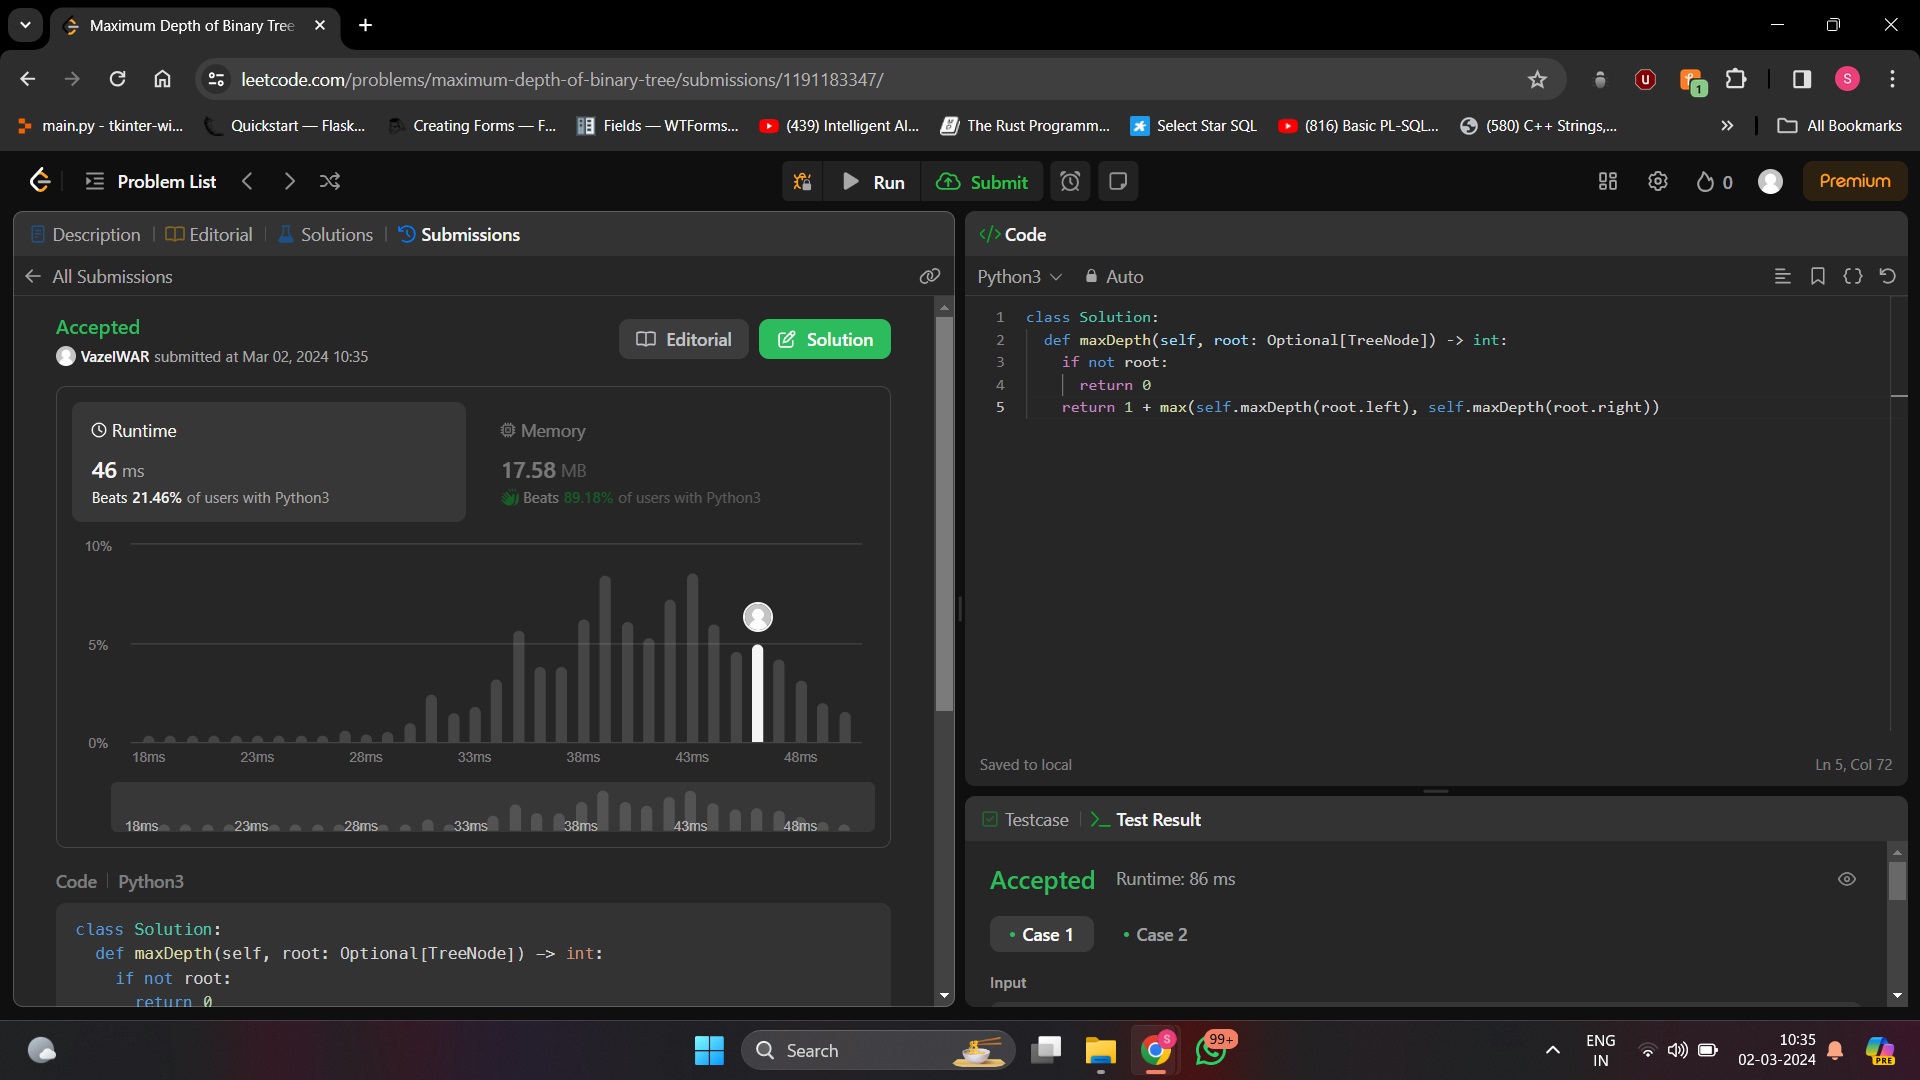 Maximum Depth of Binary Tree
leetcode.com/problems/maximum-depth-of-binary-tree/submissions/1191183347/
U
1
S
main.py - tkinter-wi...
Quickstart — Flask...
Creating Forms — F...
Fields — WTForms...
(439) Intelligent AI...
The Rust Programm...
Select Star SQL
(816) Basic PL-SQL...
(580) C++ Strings,...
»
All Bookmarks
Problem List
Run
Submit
0
Premium
Description
Editorial
Solutions
Submissions
All Submissions
Accepted
VazelWAR submitted at Mar 02, 2024 10:35
Editorial
Solution
Runtime
46 ms
Beats 21.46% of users with Python3
Memory
17.58 MB
Beats 89.18% of users with Python3
10%
5%
0%
18ms 23ms 28ms 33ms 38ms 43ms 48ms
18ms 23ms 28ms 33ms 38ms 43ms 48ms
Code | Python3
class Solution:
def maxDepth(self, root: Optional[TreeNode]) -> int:
if not root:
return 0
</> Code
Python3
Auto
1 class Solution:
2 def maxDepth(self, root: Optional[TreeNode]) -> int:
3 if not root:
4 return 0
5 return 1 + max(self.maxDepth(root.left), self.maxDepth(root.right))
Saved to local
Ln 5, Col 72
Testcase
Test Result
Accepted
Runtime: 86 ms
Case 1
Case 2
Input
Search
S
99+
ENG
IN
10:35
02-03-2024
PRE